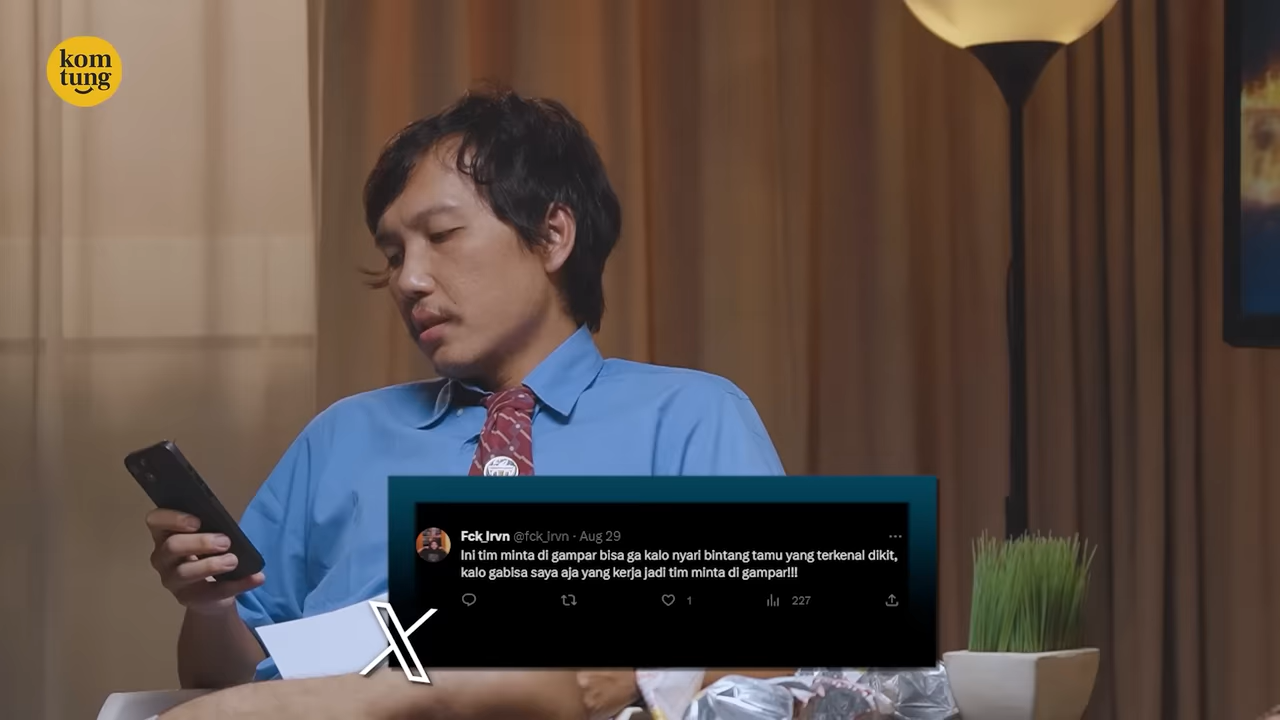 kom
tung
Fck_Irvn @fck_irvn · Aug 29
Ini tim minta di gampar bisa ga kalo nyari bintang tamu yang terkenal dikit,
kalo gabisa saya aja yang kerja jadi tim minta di gampar!!!
1 227
X